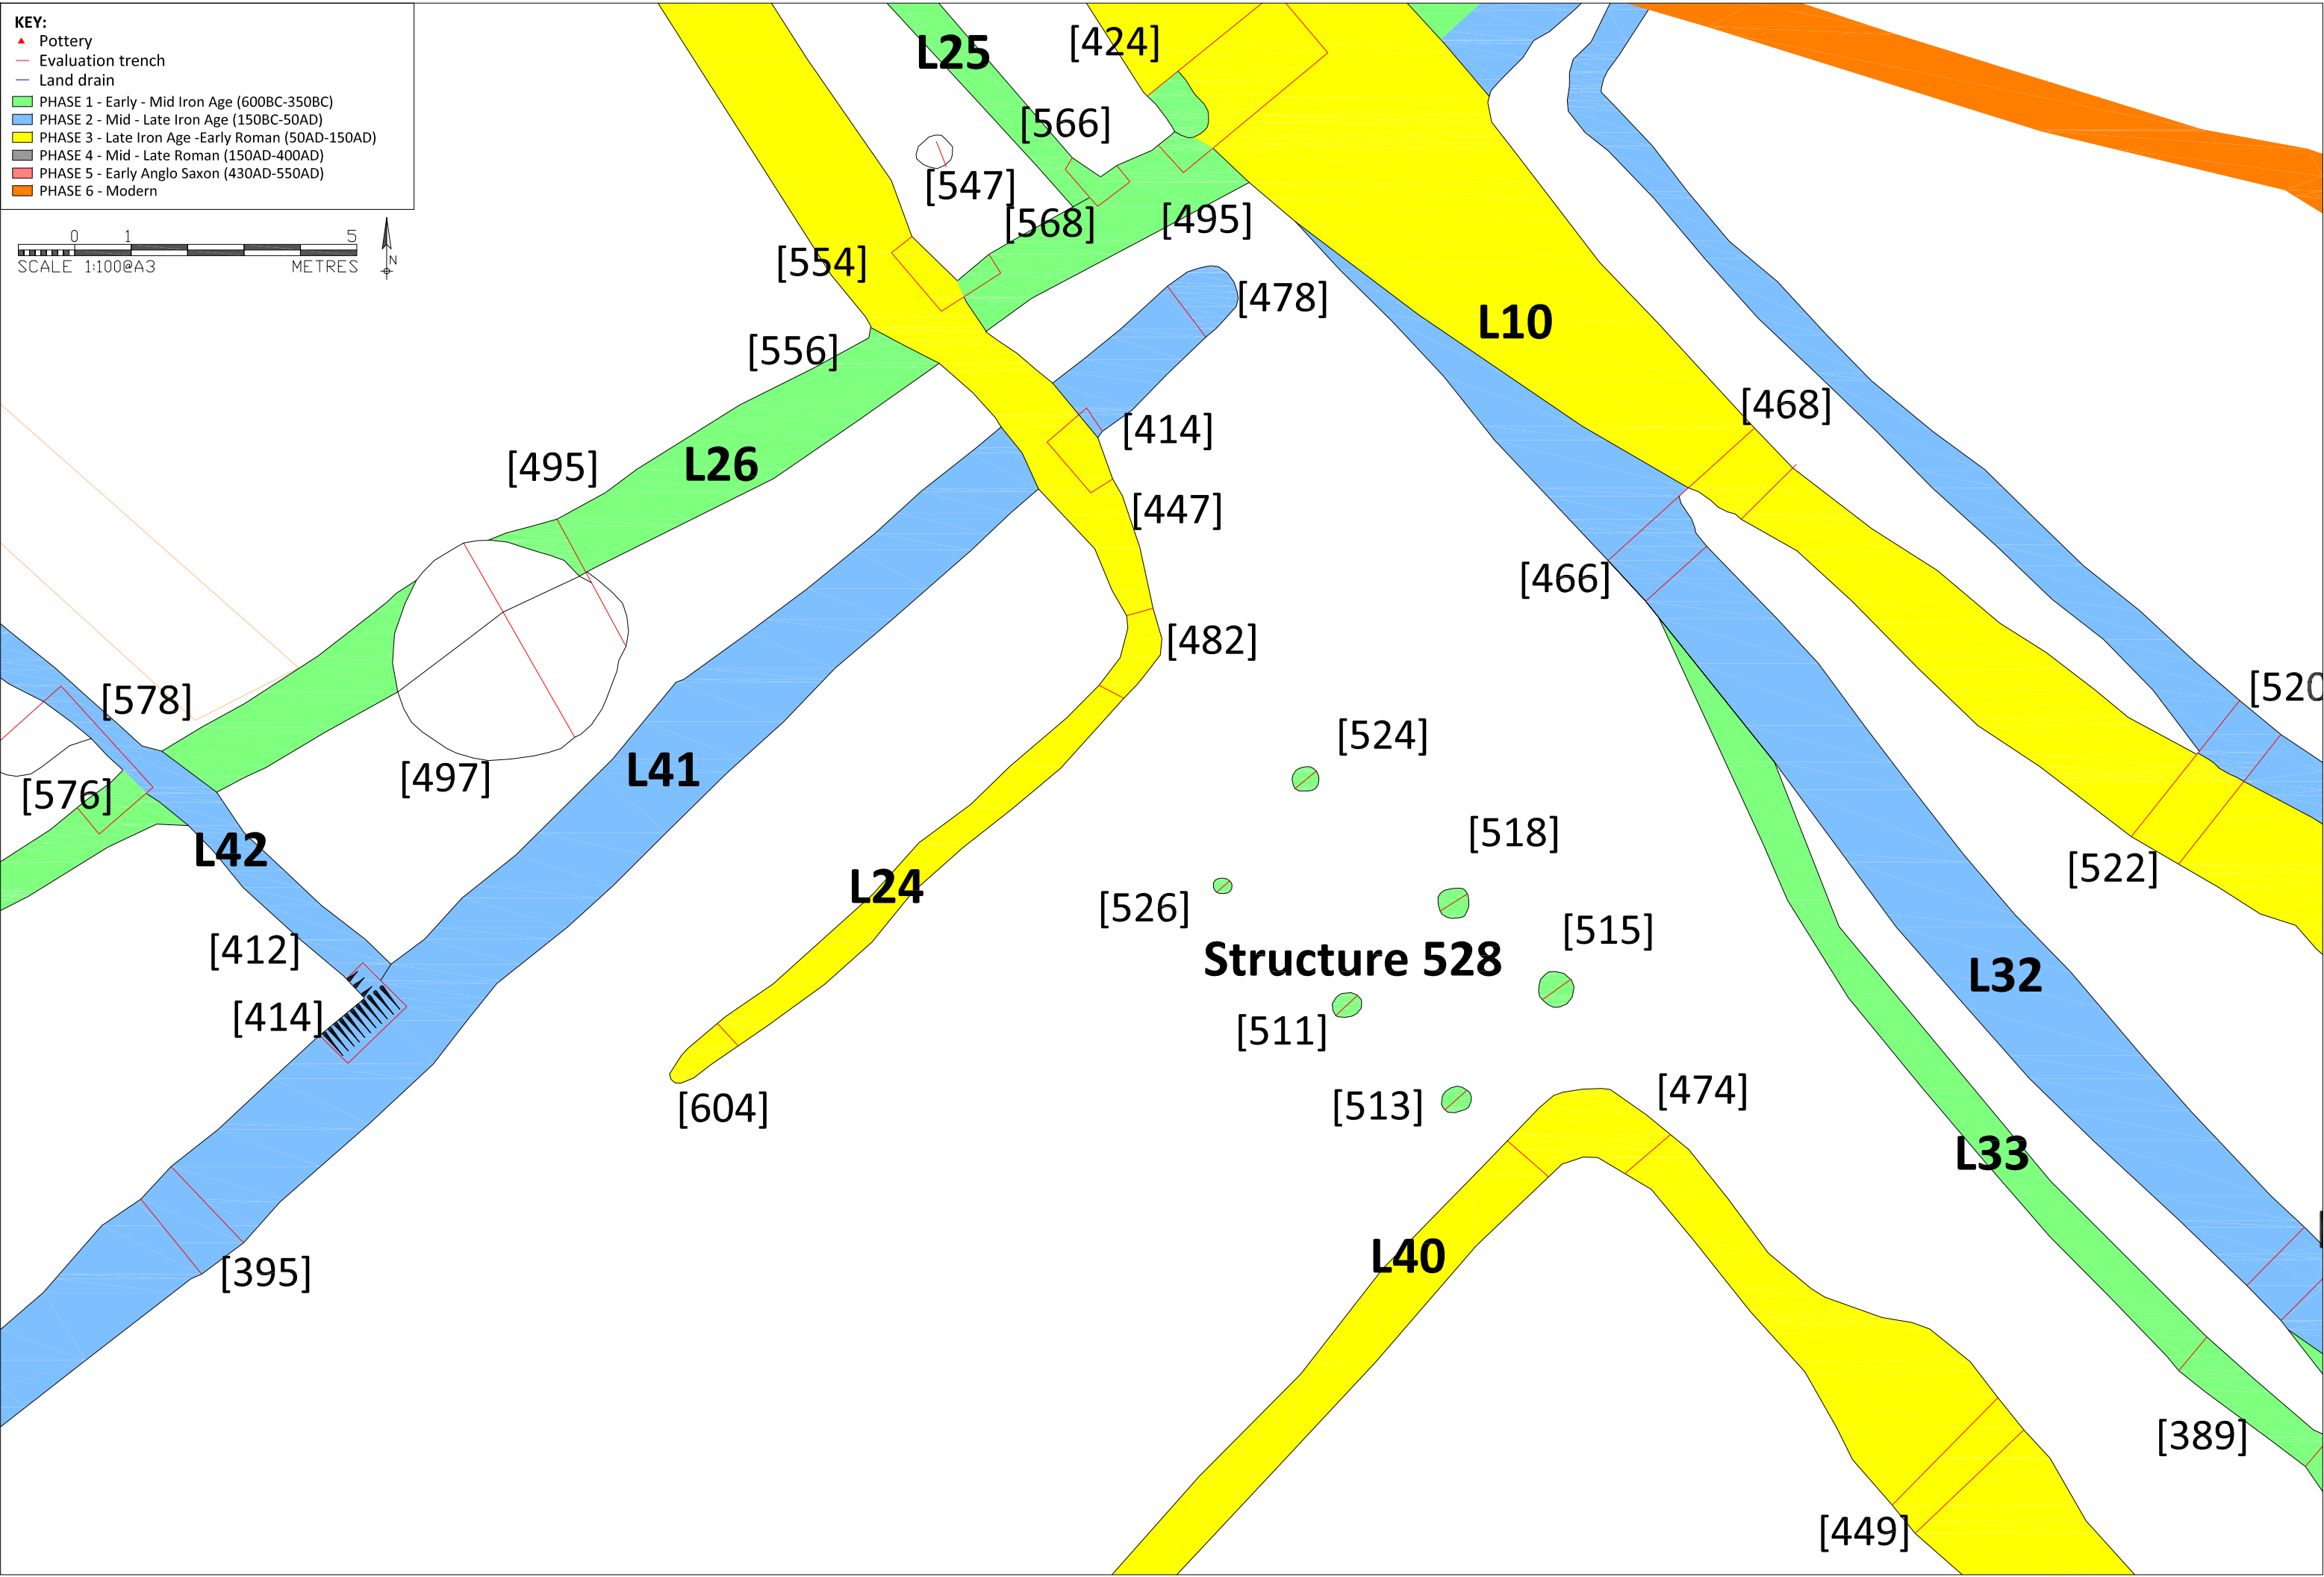 KEY:
Pottery
Evaluation trench
Land drain
PHASE 1 - Early - Mid Iron Age (600BC-350BC)
PHASE 2 - Mid - Late Iron Age (150BC-50AD)
PHASE 3 - Late Iron Age -Early Roman (50AD-150AD)
PHASE 4 - Mid - Late Roman (150AD-400AD)
PHASE 5 - Early Anglo Saxon (430AD-550AD)
PHASE 6 - Modern
0 1 5
SCALE 1:100@A3 METRES
N
L25
[424]
[566]
[547]
[568]
[495]
[554]
[478]
L10
[556]
[468]
[414]
[495]
L26
[447]
[466]
[482]
[578]
[520
[524]
[497]
L41
[576]
[518]
L42
[522]
L24
[526]
[515]
[412]
Structure 528
L32
[414]
[511]
[474]
[604]
[513]
L33
L40
[395]
[389]
[449]